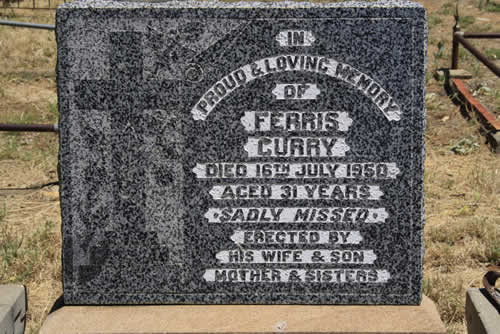 IN
PROUD & LOVING MEMORY
OF
FERRIS
CURRY
DIED 16TH JULY 1950
AGED 31 YEARS
"SADLY MISSED"
ERECTED BY
HIS WIFE & SON
MOTHER & SISTERS